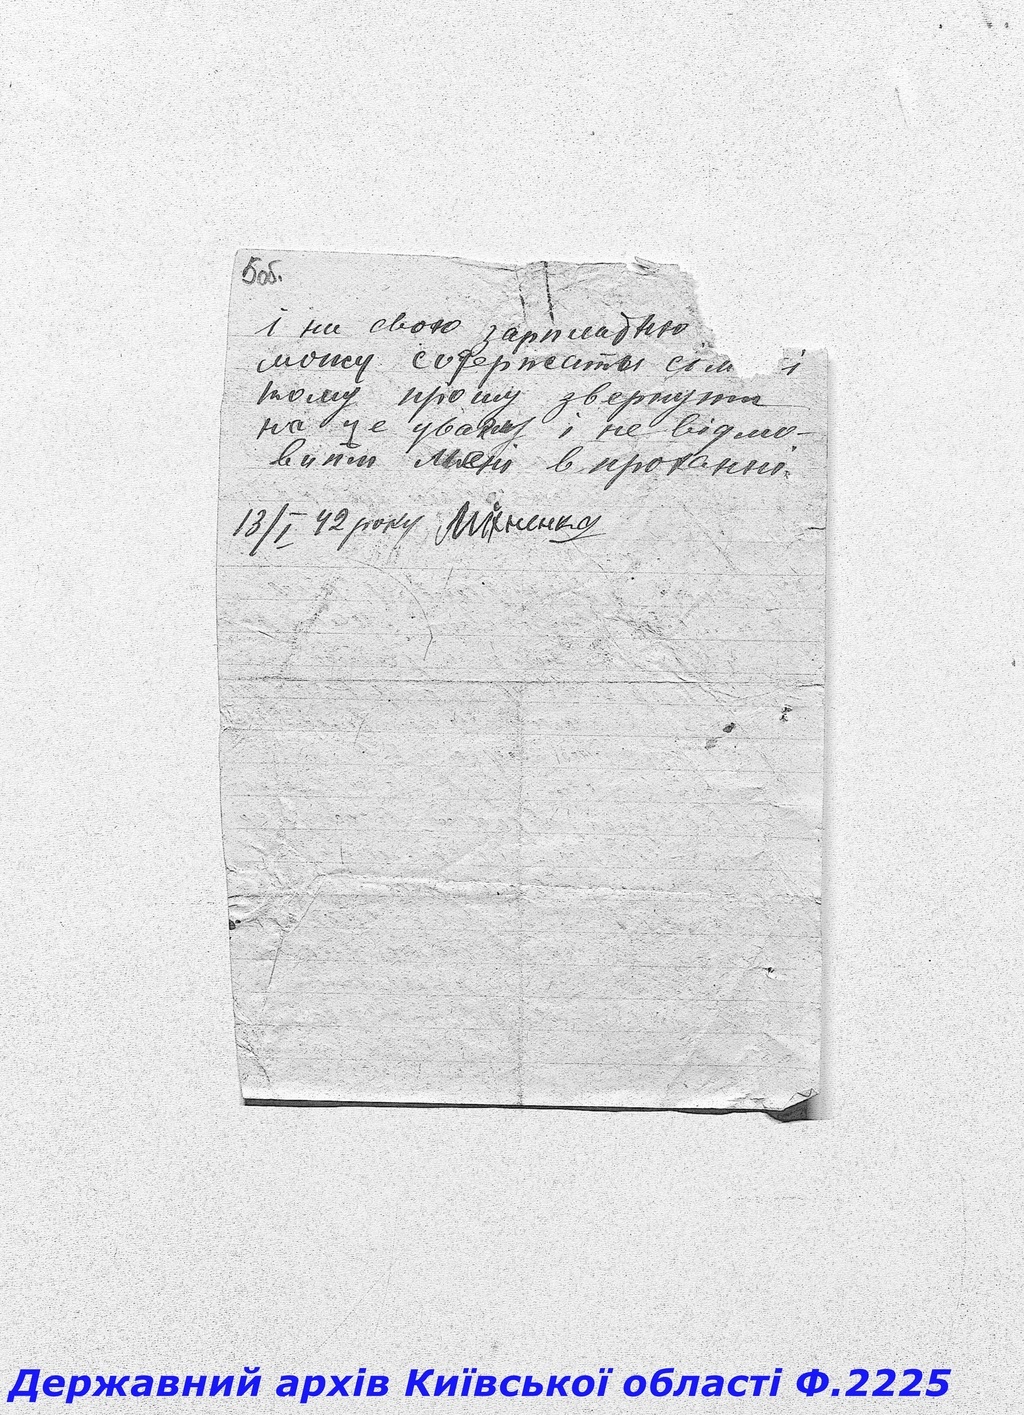 5об.
і на свою зарплатню
можу содержати сім і
тому прошу звернути
на це увагу і не відмо-
вити мені в проханні.
13/I 42 року
Державний архів Київської області Ф.2225